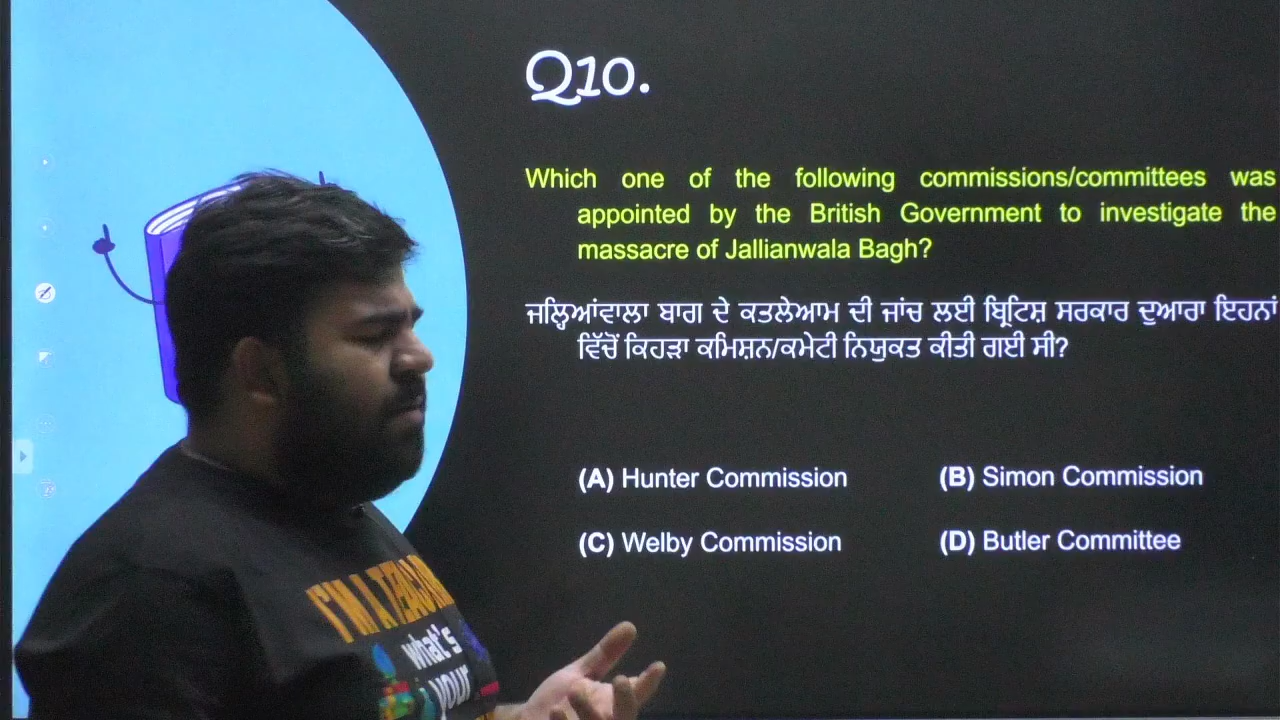 Q10.
Which one of the following commissions/committees was
appointed by the British Government to investigate the
massacre of Jallianwala Bagh?
ਜਲ੍ਹਿਆਂਵਾਲਾ ਬਾਗ ਦੇ ਕਤਲੇਆਮ ਦੀ ਜਾਂਚ ਲਈ ਬ੍ਰਿਟਿਸ਼ ਸਰਕਾਰ ਦੁਆਰਾ ਇਹਨਾਂ
ਵਿੱਚੋਂ ਕਿਹੜਾ ਕਮਿਸ਼ਨ/ਕਮੇਟੀ ਨਿਯੁਕਤ ਕੀਤੀ ਗਈ ਸੀ?
(A) Hunter Commission (B) Simon Commission
(C) Welby Commission (D) Butler Committee
I'M A
what's
your